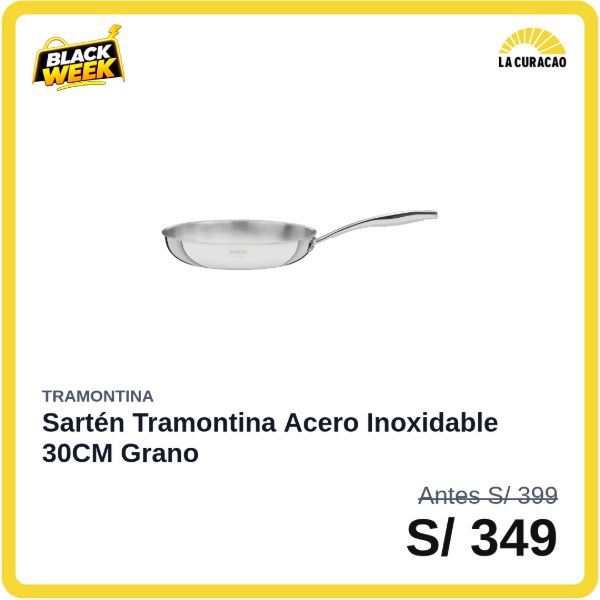 BLACK
WEEK
LA CURACAO
TRAMONTINA
Sartén Tramontina Acero Inoxidable
30CM Grano
Antes S/ 399
S/ 349